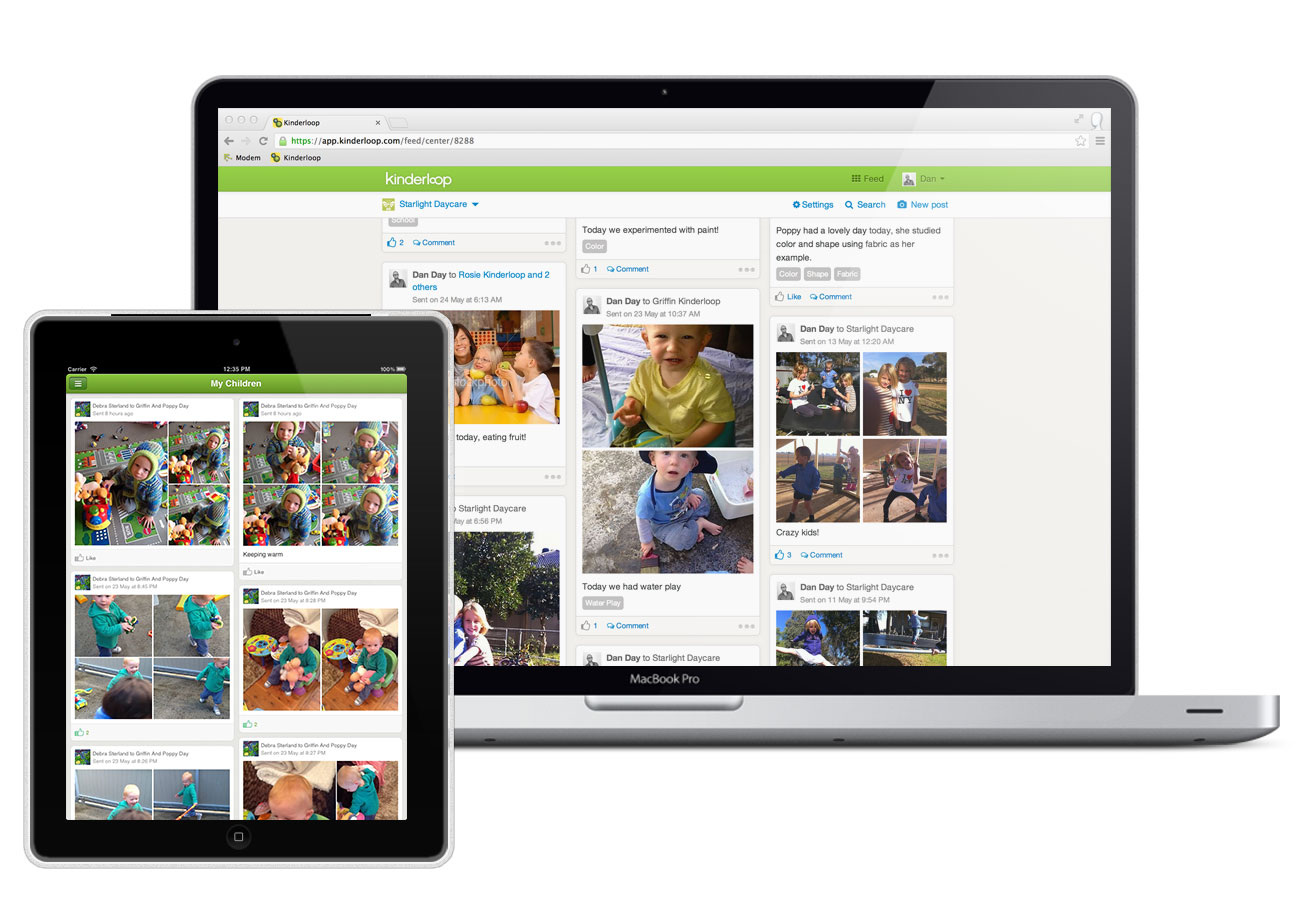 Kinderloop
https://app.kinderloop.com/feed/center/8288
Modem
Kinderloop
kinderloop
Feed
Dan
Starlight Daycare
Settings
Search
New post
School
2
Comment
Dan Day to Rosie Kinderloop and 2
others
Sent on 24 May at 6:13 AM
today, eating fruit!
Starlight Daycare
May at 6:56 PM
Today we experimented with paint!
Color
1
Comment
Dan Day to Griffin Kinderloop
Sent on 23 May at 10:37 AM
Today we had water play
Water Play
1
Comment
Dan Day to Starlight Daycare
Poppy had a lovely day today, she studied
color and shape using fabric as her
example.
Color
Shape
Fabric
Like
Comment
Dan Day to Starlight Daycare
Sent on 13 May at 12:20 AM
I
NY
Crazy kids!
3
Comment
Dan Day to Starlight Daycare
Sent on 11 May at 9:54 PM
MacBook Pro
Carrier
12:35 PM
100%
My Children
Debra Sterland to Griffin And Poppy Day
Sent 8 hours ago
Like
Debra Sterland to Griffin And Poppy Day
Sent on 23 May at 6:45 PM
2
Debra Sterland to Griffin And Poppy Day
Sent on 23 May at 6:26 PM
Debra Sterland to Griffin And Poppy Day
Sent 8 hours ago
Keeping warm
Like
Debra Sterland to Griffin And Poppy Day
Sent on 23 May at 6:28 PM
2
Debra Sterland to Griffin And Poppy Day
Sent on 23 May at 6:27 PM